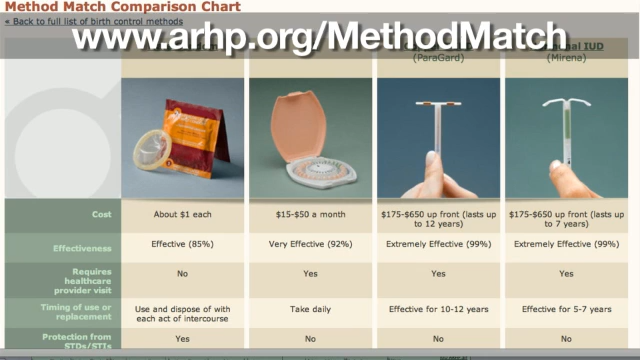 Method Match Comparison Chart
« Back to full list of birth control methods
www.arhp.org/MethodMatch
IUD
(ParaGard) (Mirena)
Cost About $1 each $15-$50 a month $175-$650 up front (lasts up to 12 years) $175-$650 up front (lasts up to 7 years)
Effectiveness Effective (85%) Very Effective (92%) Extremely Effective (99%) Extremely Effective (99%)
Requires healthcare provider visit No Yes Yes Yes
Timing of use or replacement Use and dispose of with each act of intercourse Take daily Effective for 10-12 years Effective for 5-7 years
Protection from STDs/STIs Yes No No No